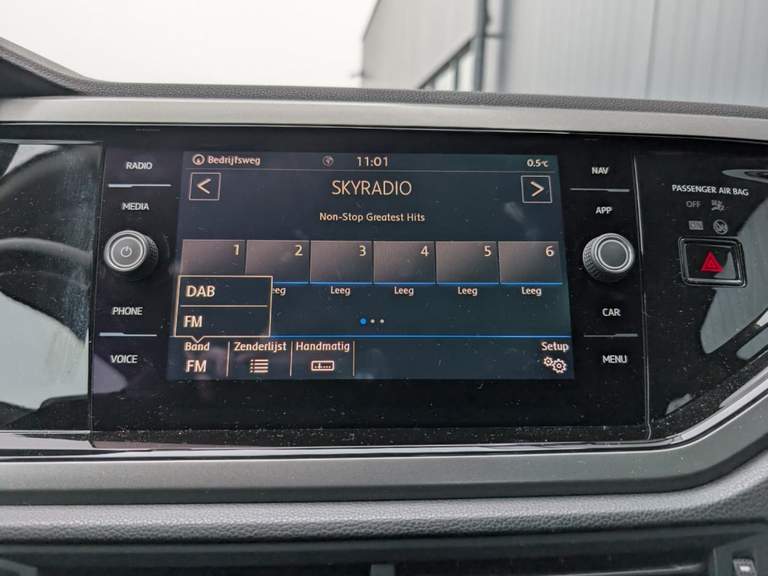 RADIO
MEDIA
PHONE
VOICE
Bedrijfsweg 11:01 0.5°C
SKYRADIO
Non-Stop Greatest Hits
1 2 3 4 5 6
eeg Leeg Leeg Leeg Leeg
DAB
FM
Band Zenderlijst Handmatig Setup
FM
NAV
APP
CAR
MENU
PASSENGER AIR BAG
OFF